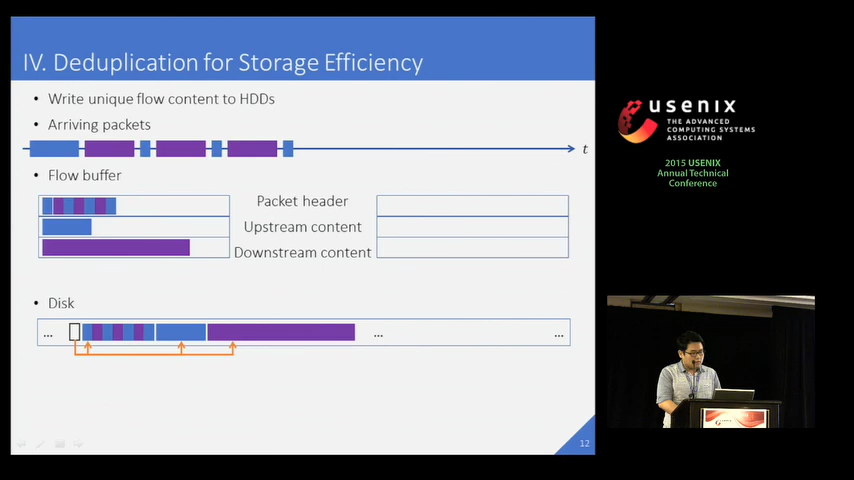 IV. Deduplication for Storage Efficiency
• Write unique flow content to HDDs
• Arriving packets
t
• Flow buffer
Packet header
Upstream content
Downstream content
• Disk
...
...
...
12
usenix
THE ADVANCED
COMPUTING SYSTEMS
ASSOCIATION
2015 USENIX
Annual Technical
Conference